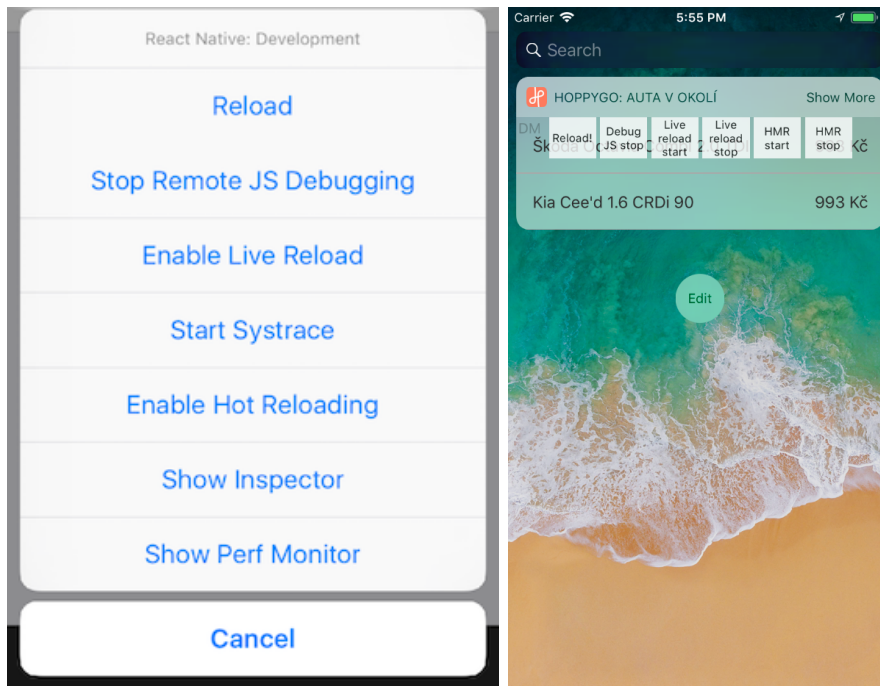 React Native: Development
Reload
Stop Remote JS Debugging
Enable Live Reload
Start Systrace
Enable Hot Reloading
Show Inspector
Show Perf Monitor
Cancel
Carrier 5:55 PM
Search
HOPPYGO: AUTA V OKOLÍ Show More
DM
Reload!
Debug
JS stop
Live
reload
start
Live
reload
stop
HMR
start
HMR
stop
Kč
Kia Cee'd 1.6 CRDi 90 993 Kč
Edit